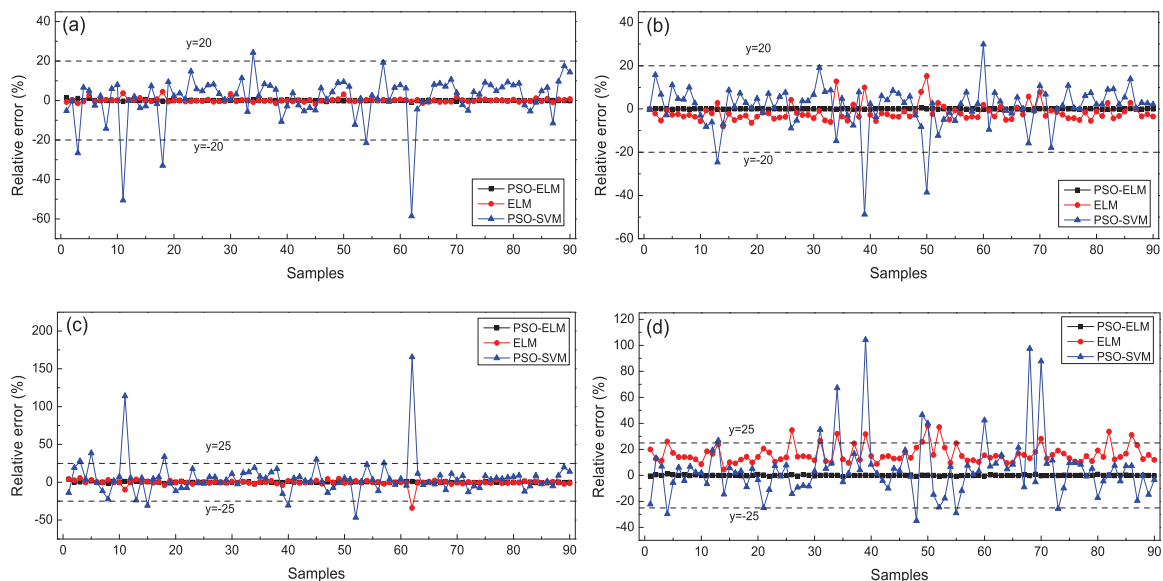 (a)
Relative error (%)
40
20
0
-20
-40
-60
y=20
y=-20
PSO-ELM
ELM
PSO-SVM
0 10 20 30 40 50 60 70 80 90
Samples
(b)
Relative error (%)
40
20
0
-20
-40
-60
y=20
y=-20
PSO-ELM
ELM
PSO-SVM
0 10 20 30 40 50 60 70 80 90
Samples
(c)
Relative error (%)
200
150
100
50
0
-50
y=25
y=-25
PSO-ELM
ELM
PSO-SVM
0 10 20 30 40 50 60 70 80 90
Samples
(d)
Relative error (%)
120
100
80
60
40
20
0
-20
-40
y=25
y=-25
PSO-ELM
ELM
PSO-SVM
0 10 20 30 40 50 60 70 80 90
Samples